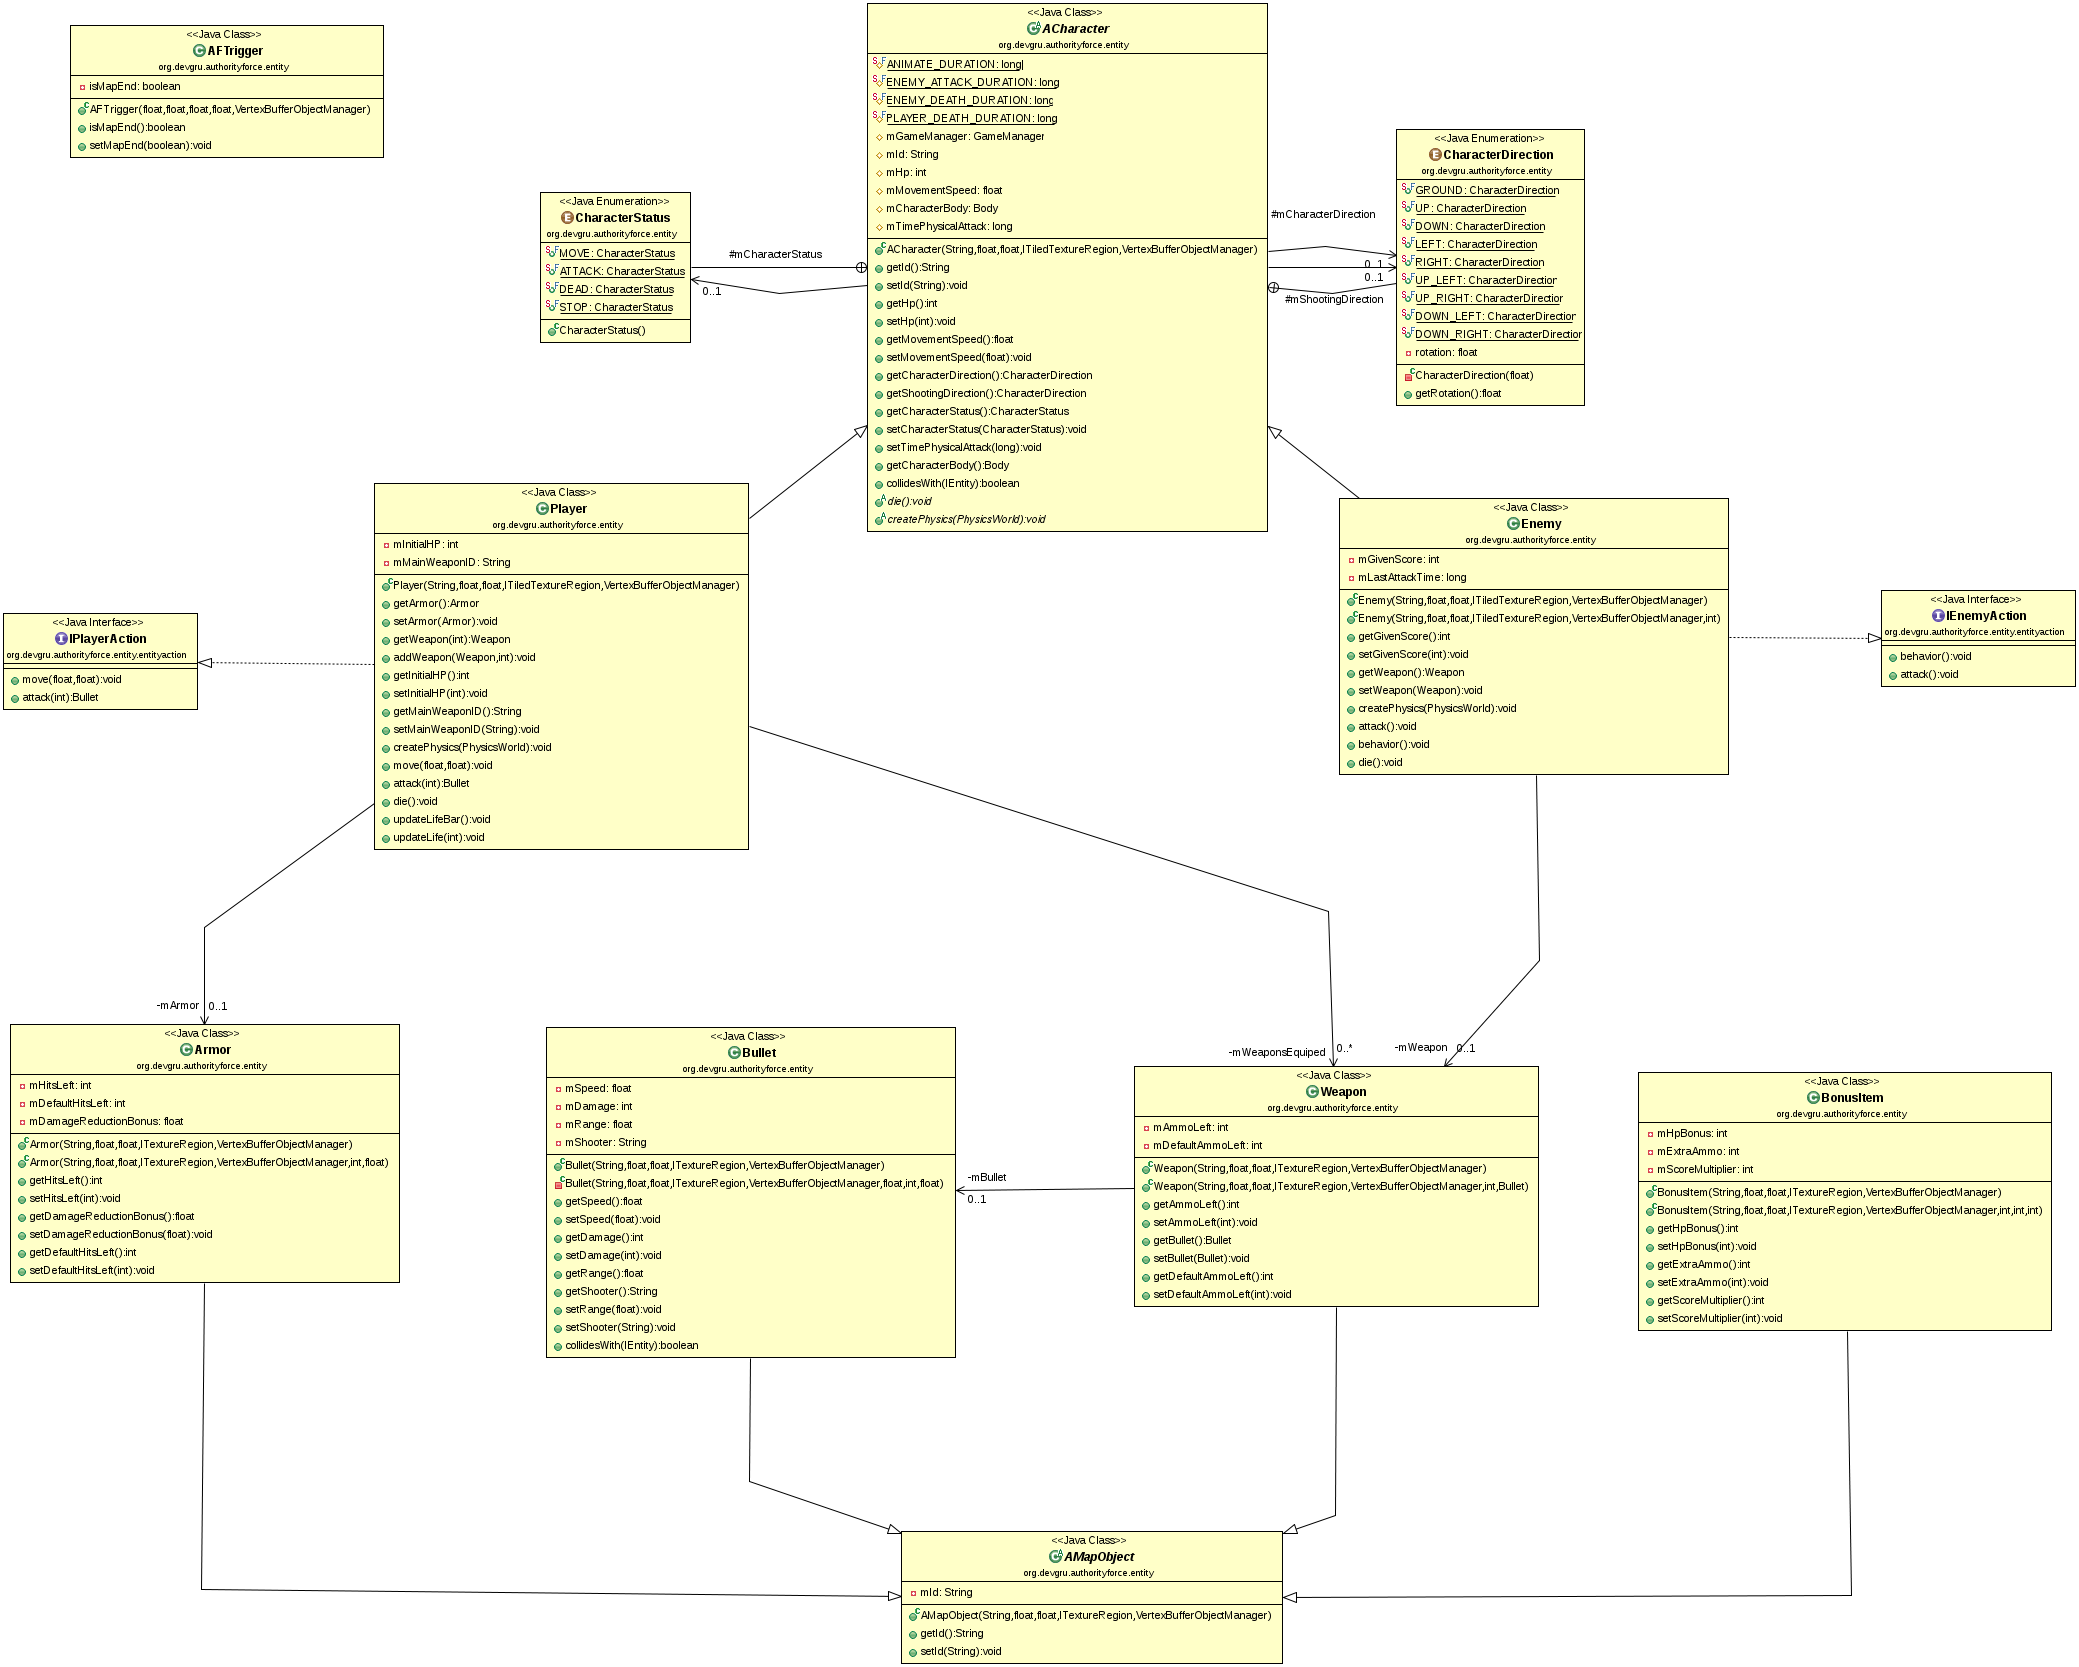 <<Java Class>>
AFTrigger
org.devgru.authorityforce.entity
isMapEnd: boolean
AFTrigger(float,float,float,float,VertexBufferObjectManager)
isMapEnd():boolean
setMapEnd(boolean):void
<<Java Class>>
ACharacter
org.devgru.authorityforce.entity
ANIMATE_DURATION: long
ENEMY_ATTACK_DURATION: long
ENEMY_DEATH_DURATION: long
PLAYER_DEATH_DURATION: long
mGameManager: GameManager
mId: String
mHp: int
mMovementSpeed: float
mCharacterBody: Body
mTimePhysicalAttack: long
ACharacter(String,float,float,ITiledTextureRegion,VertexBufferObjectManager)
getId():String
setId(String):void
getHp():int
setHp(int):void
getMovementSpeed():float
setMovementSpeed(float):void
getCharacterDirection():CharacterDirection
getShootingDirection():CharacterDirection
getCharacterStatus():CharacterStatus
setCharacterStatus(CharacterStatus):void
setTimePhysicalAttack(long):void
getCharacterBody():Body
collidesWith(IEntity):boolean
die():void
createPhysics(PhysicsWorld):void
<<Java Enumeration>>
CharacterStatus
org.devgru.authorityforce.entity
MOVE: CharacterStatus
ATTACK: CharacterStatus
DEAD: CharacterStatus
STOP: CharacterStatus
CharacterStatus()
#mCharacterStatus
0..1
#mCharacterDirection
0..1
0..1
#mShootingDirection
<<Java Enumeration>>
CharacterDirection
org.devgru.authorityforce.entity
GROUND: CharacterDirection
UP: CharacterDirection
DOWN: CharacterDirection
LEFT: CharacterDirection
RIGHT: CharacterDirection
UP_LEFT: CharacterDirection
UP_RIGHT: CharacterDirection
DOWN_LEFT: CharacterDirection
DOWN_RIGHT: CharacterDirection
rotation: float
CharacterDirection(float)
getRotation():float
<<Java Class>>
Player
org.devgru.authorityforce.entity
mInitialHP: int
mMainWeaponID: String
Player(String,float,float,ITiledTextureRegion,VertexBufferObjectManager)
getArmor():Armor
setArmor(Armor):void
getWeapon(int):Weapon
addWeapon(Weapon,int):void
getInitialHP():int
setInitialHP(int):void
getMainWeaponID():String
setMainWeaponID(String):void
createPhysics(PhysicsWorld):void
move(float,float):void
attack(int):Bullet
die():void
updateLifeBar():void
updateLife(int):void
<<Java Interface>>
IPlayerAction
org.devgru.authorityforce.entity.entityaction
move(float,float):void
attack(int):Bullet
<<Java Class>>
Enemy
org.devgru.authorityforce.entity
mGivenScore: int
mLastAttackTime: long
Enemy(String,float,float,ITiledTextureRegion,VertexBufferObjectManager)
Enemy(String,float,float,ITiledTextureRegion,VertexBufferObjectManager,int)
getGivenScore():int
setGivenScore(int):void
getWeapon():Weapon
setWeapon(Weapon):void
createPhysics(PhysicsWorld):void
attack():void
behavior():void
die():void
<<Java Interface>>
IEnemyAction
org.devgru.authorityforce.entity.entityaction
behavior():void
attack():void
-mArmor
0..1
-mWeaponsEquiped
0..*
-mWeapon
0..1
<<Java Class>>
Armor
org.devgru.authorityforce.entity
mHitsLeft: int
mDefaultHitsLeft: int
mDamageReductionBonus: float
Armor(String,float,float,ITextureRegion,VertexBufferObjectManager)
Armor(String,float,float,ITextureRegion,VertexBufferObjectManager,int,float)
getHitsLeft():int
setHitsLeft(int):void
getDamageReductionBonus():float
setDamageReductionBonus(float):void
getDefaultHitsLeft():int
setDefaultHitsLeft(int):void
<<Java Class>>
Bullet
org.devgru.authorityforce.entity
mSpeed: float
mDamage: int
mRange: float
mShooter: String
Bullet(String,float,float,ITextureRegion,VertexBufferObjectManager)
Bullet(String,float,float,ITextureRegion,VertexBufferObjectManager,float,int,float)
getSpeed():float
setSpeed(float):void
getDamage():int
setDamage(int):void
getRange():float
getShooter():String
setRange(float):void
setShooter(String):void
collidesWith(IEntity):boolean
-mBullet
0..1
<<Java Class>>
Weapon
org.devgru.authorityforce.entity
mAmmoLeft: int
mDefaultAmmoLeft: int
Weapon(String,float,float,ITextureRegion,VertexBufferObjectManager)
Weapon(String,float,float,ITextureRegion,VertexBufferObjectManager,int,Bullet)
getAmmoLeft():int
setAmmoLeft(int):void
getBullet():Bullet
setBullet(Bullet):void
getDefaultAmmoLeft():int
setDefaultAmmoLeft(int):void
<<Java Class>>
BonusItem
org.devgru.authorityforce.entity
mHpBonus: int
mExtraAmmo: int
mScoreMultiplier: int
BonusItem(String,float,float,ITextureRegion,VertexBufferObjectManager)
BonusItem(String,float,float,ITextureRegion,VertexBufferObjectManager,int,int,int)
getHpBonus():int
setHpBonus(int):void
getExtraAmmo():int
setExtraAmmo(int):void
getScoreMultiplier():int
setScoreMultiplier(int):void
<<Java Class>>
AMapObject
org.devgru.authorityforce.entity
mId: String
AMapObject(String,float,float,ITextureRegion,VertexBufferObjectManager)
getId():String
setId(String):void